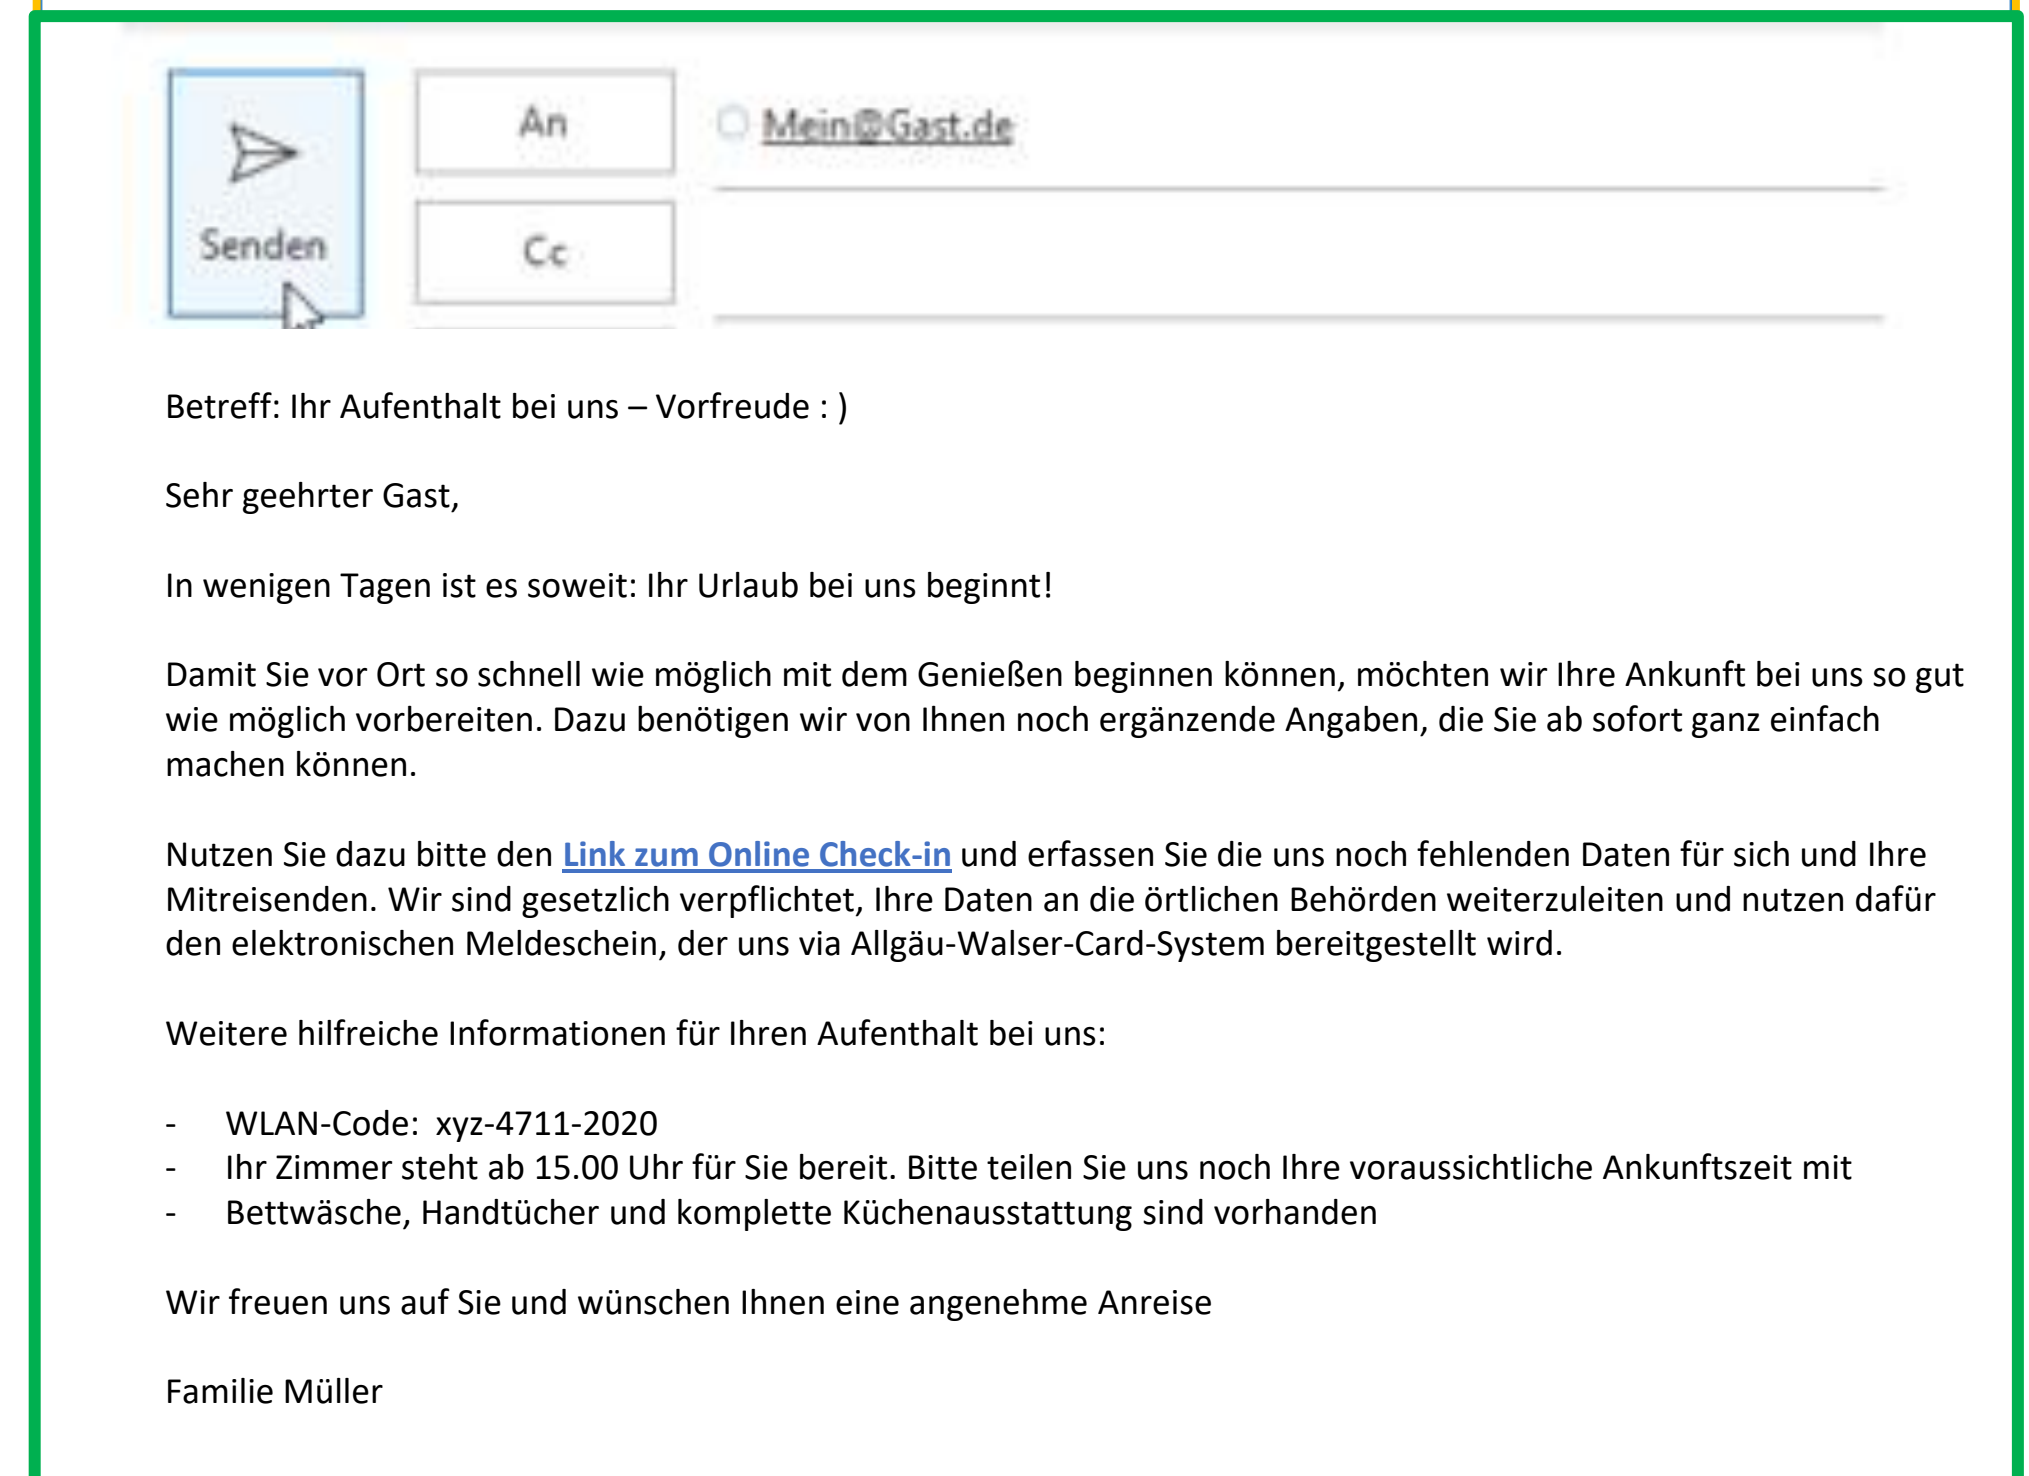 An
Mein@Gast.de
Senden
Cc
Betreff: Ihr Aufenthalt bei uns – Vorfreude : )
Sehr geehrter Gast,
In wenigen Tagen ist es soweit: Ihr Urlaub bei uns beginnt!
Damit Sie vor Ort so schnell wie möglich mit dem Genießen beginnen können, möchten wir Ihre Ankunft bei uns so gut
wie möglich vorbereiten. Dazu benötigen wir von Ihnen noch ergänzende Angaben, die Sie ab sofort ganz einfach
machen können.
Nutzen Sie dazu bitte den Link zum Online Check-in und erfassen Sie die uns noch fehlenden Daten für sich und Ihre
Mitreisenden. Wir sind gesetzlich verpflichtet, Ihre Daten an die örtlichen Behörden weiterzuleiten und nutzen dafür
den elektronischen Meldeschein, der uns via Allgäu-Walser-Card-System bereitgestellt wird.
Weitere hilfreiche Informationen für Ihren Aufenthalt bei uns:
- WLAN-Code: xyz-4711-2020
- Ihr Zimmer steht ab 15.00 Uhr für Sie bereit. Bitte teilen Sie uns noch Ihre voraussichtliche Ankunftszeit mit
- Bettwäsche, Handtücher und komplette Küchenausstattung sind vorhanden
Wir freuen uns auf Sie und wünschen Ihnen eine angenehme Anreise
Familie Müller